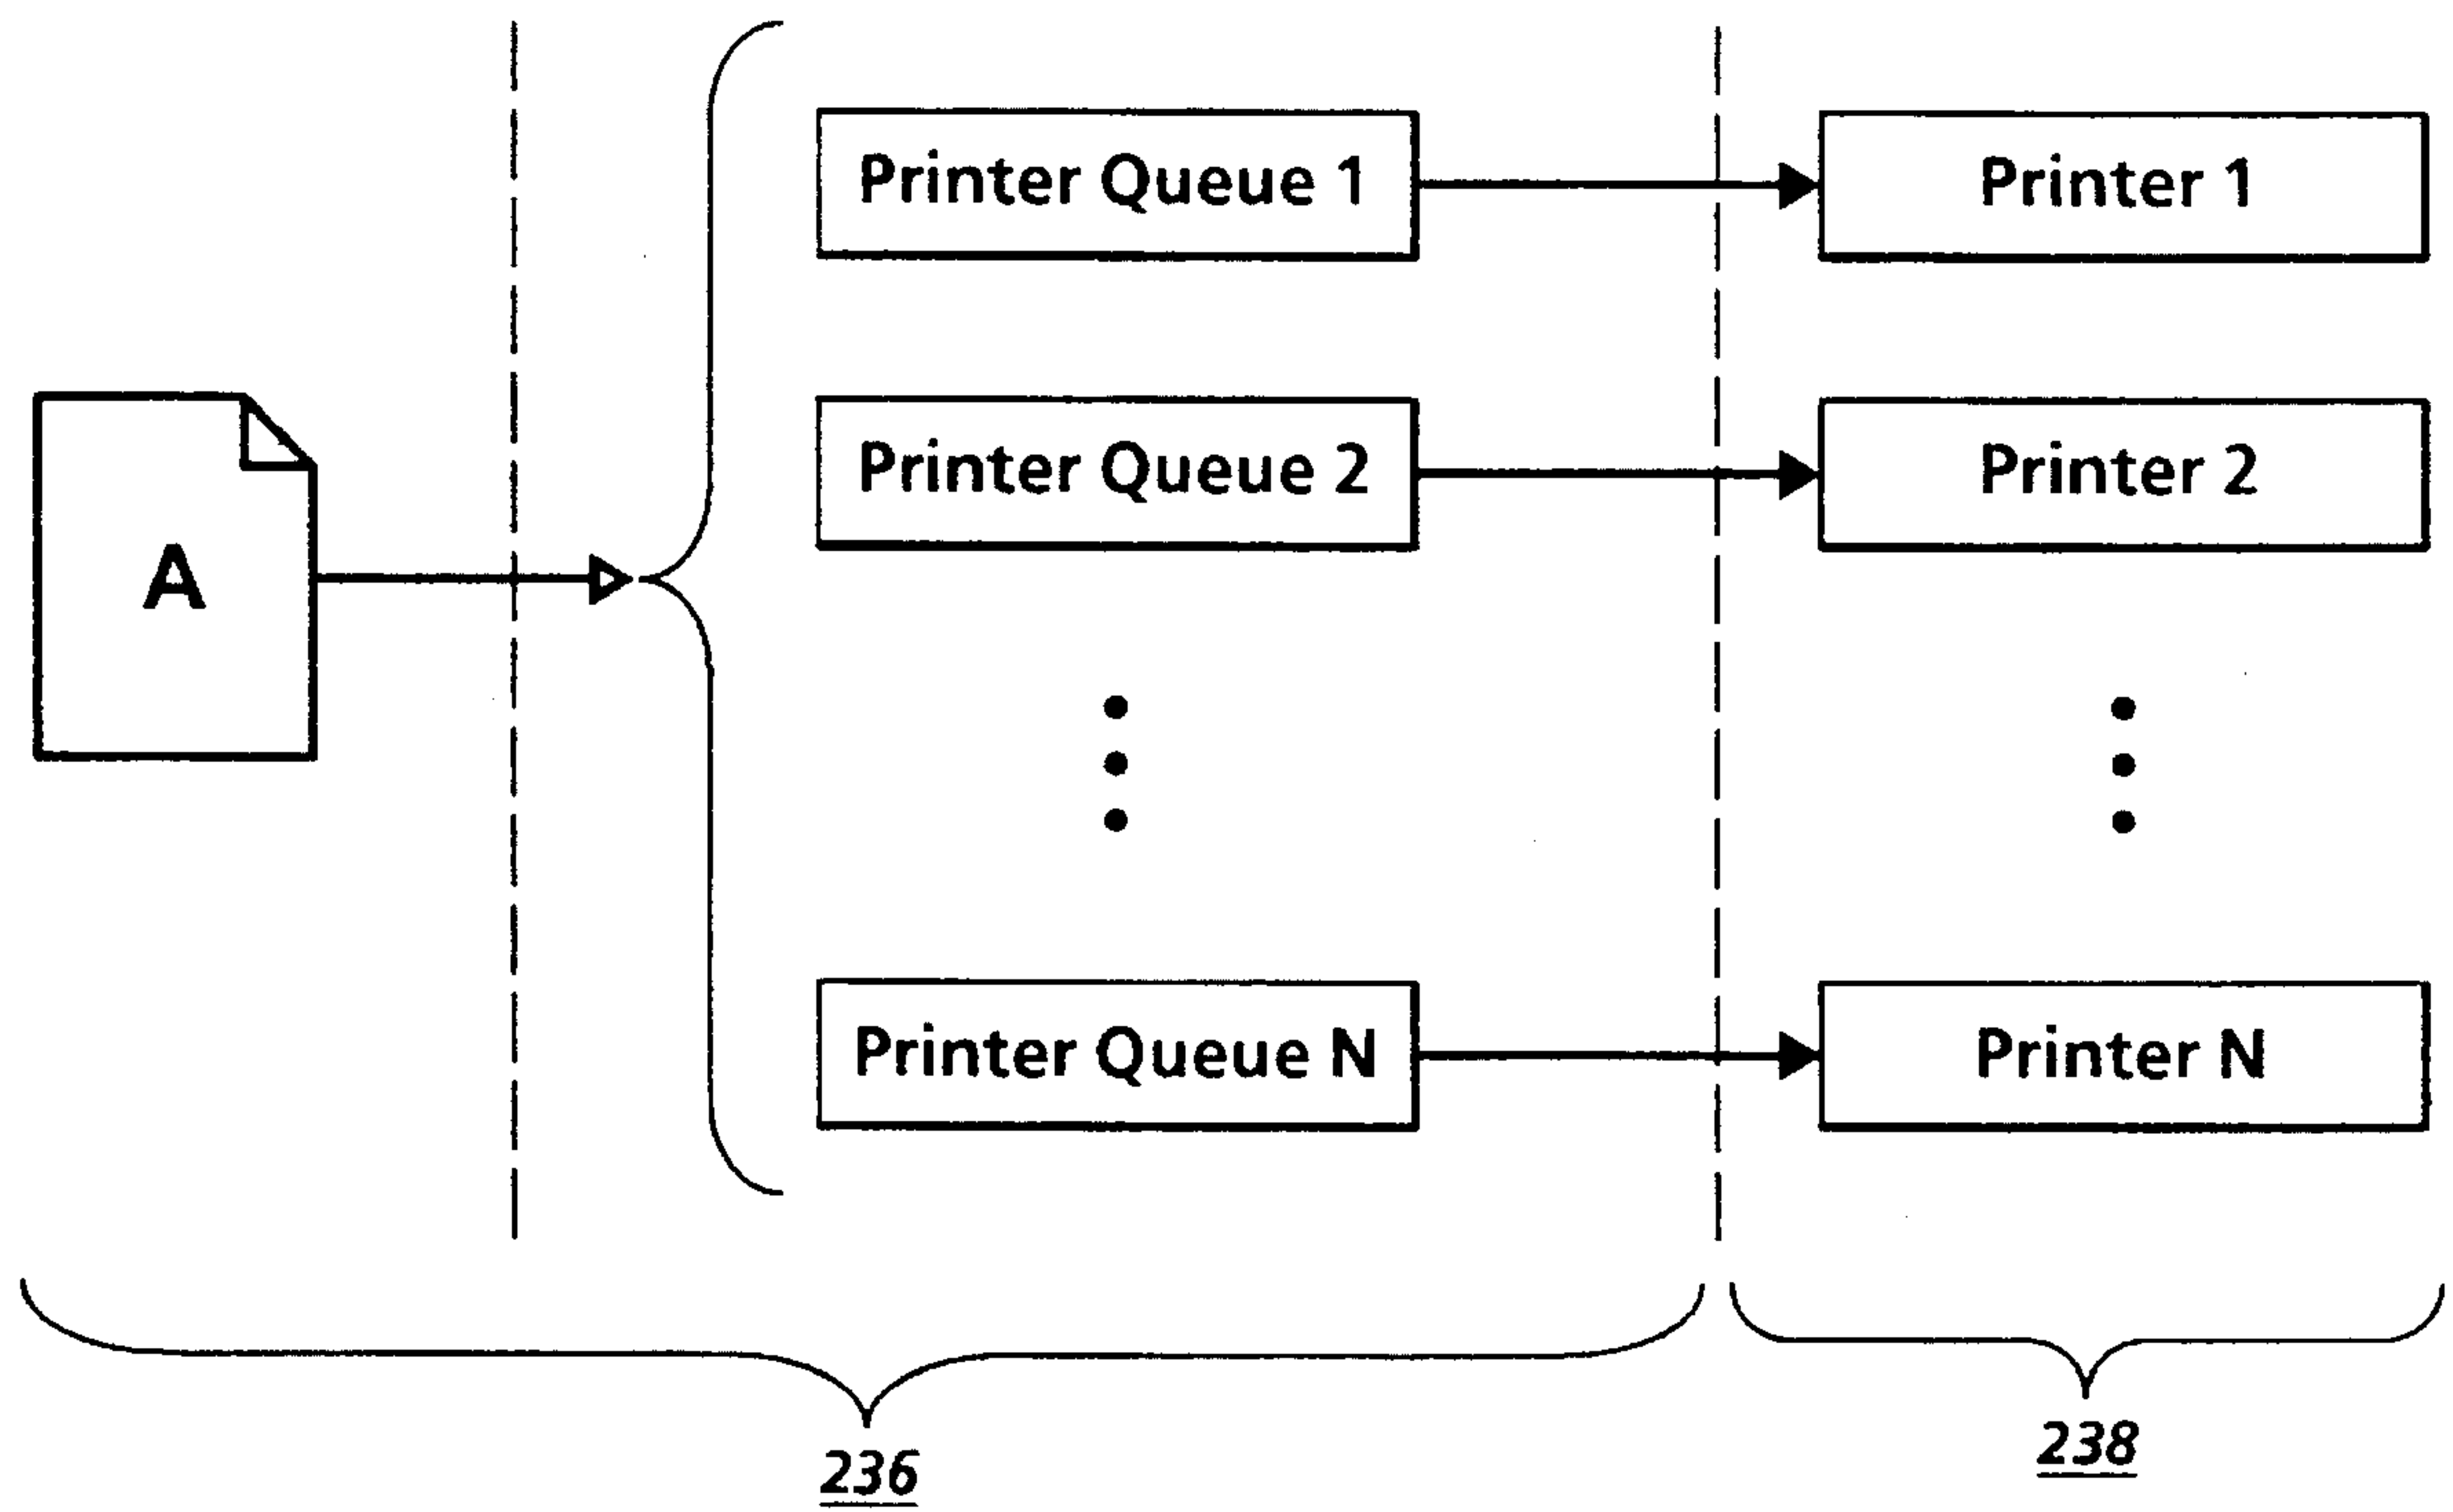 Printer Queue 1
Printer 1
Printer Queue 2
Printer 2
A
Printer Queue N
Printer N
236
238